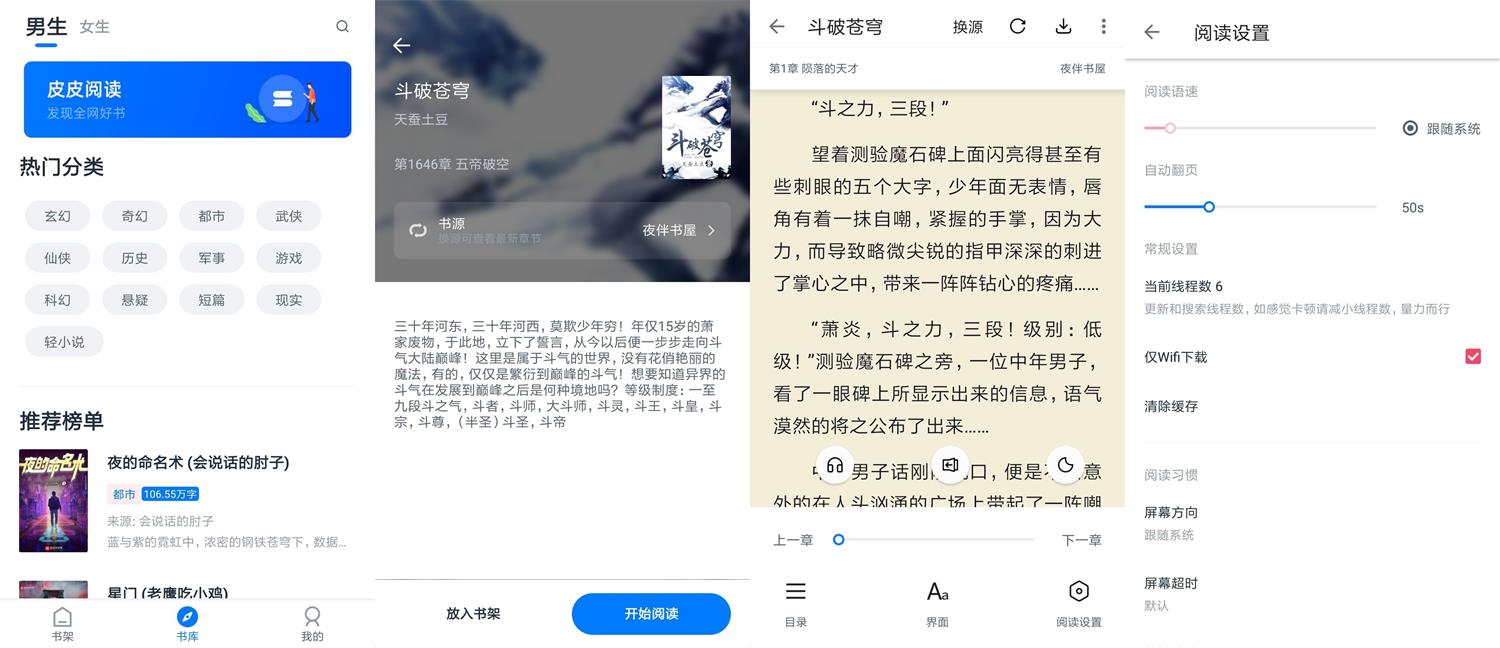 男生 女生
皮皮阅读
发现全网好书
热门分类
玄幻 奇幻 都市 武侠
仙侠 历史 军事 游戏
科幻 悬疑 短篇 现实
轻小说
推荐榜单
夜的命名术
夜的命名术 (会说话的肘子)
都市 106.55万字
来源: 会说话的肘子
蓝与紫的霓虹中，浓密的钢铁苍穹下，数据...
星门 (老鹰吃小鸡)
书架 书库 我的
斗破苍穹
天蚕土豆
第1646章 五帝破空
斗破苍穹
天蚕土豆
书源
换源可查看最新章节
夜伴书屋
三十年河东，三十年河西，莫欺少年穷！年仅15岁的萧
家废物，于此地，立下了誓言，从今以后便一步步走向斗
气大陆巅峰！这里是属于斗气的世界，没有花俏艳丽的
魔法，有的，仅仅是繁衍到巅峰的斗气！想要知道异界的
斗气在发展到巅峰之后是何种境地吗？等级制度：一至
九段斗之气，斗者，斗师，大斗师，斗灵，斗王，斗皇，斗
宗，斗尊，（半圣）斗圣，斗帝
放入书架 开始阅读
斗破苍穹 换源
第1章 陨落的天才 夜伴书屋
“斗之力，三段！”
望着测验魔石碑上面闪亮得甚至有
些刺眼的五个大字，少年面无表情，唇
角有着一抹自嘲，紧握的手掌，因为大
力，而导致略微尖锐的指甲深深的刺进
了掌心之中，带来一阵阵钻心的疼痛……
“萧炎，斗之力，三段！级别：低
级！”测验魔石碑之旁，一位中年男子，
看了一眼碑上所显示出来的信息，语气
漠然的将之公布了出来……
男子话刚 口，便是 意
外的在人头汹涌的广场上带起了一阵嘲
上一章 下一章
目录 Aa 界面 阅读设置
阅读设置
阅读语速
跟随系统
自动翻页
50s
常规设置
当前线程数 6
更新和搜索线程数，如感觉卡顿请减小线程数，量力而行
仅Wifi下载
清除缓存
阅读习惯
屏幕方向
跟随系统
屏幕超时
默认